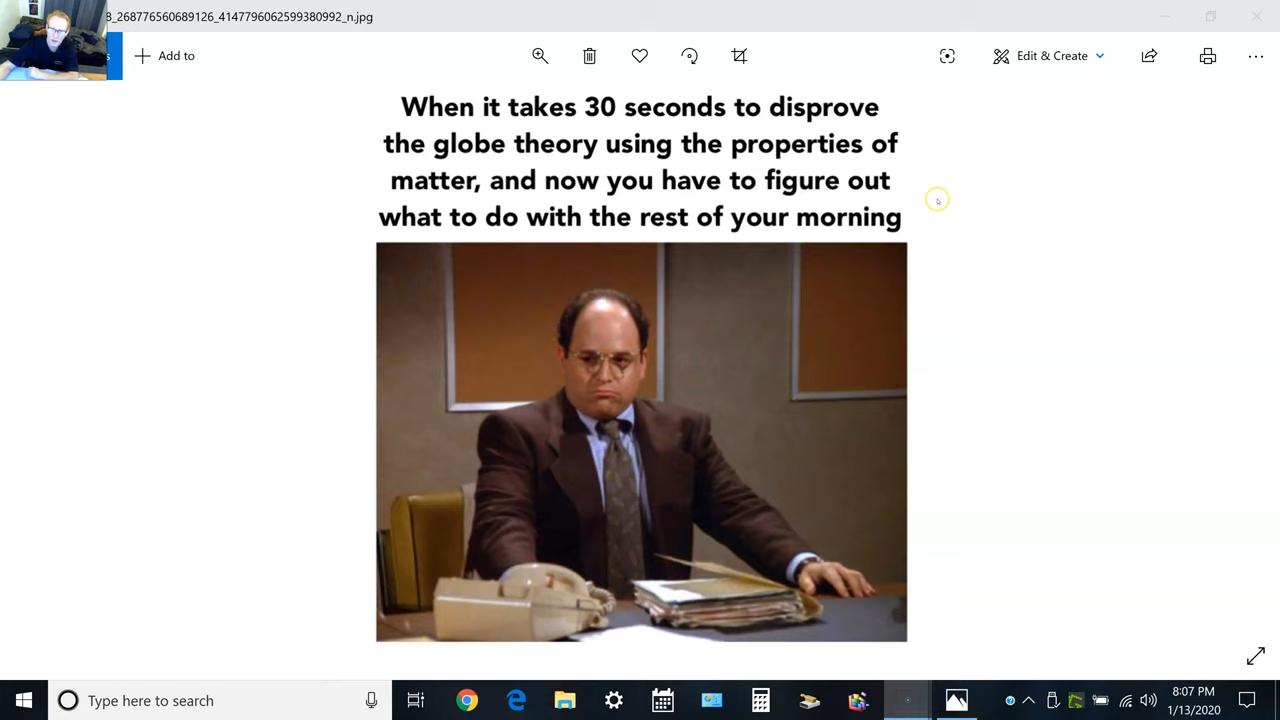 8_268776560689126_4147796062599380992_n.jpg
s
Add to
Edit & Create
When it takes 30 seconds to disprove
the globe theory using the properties of
matter, and now you have to figure out
what to do with the rest of your morning
Type here to search
8:07 PM
1/13/2020